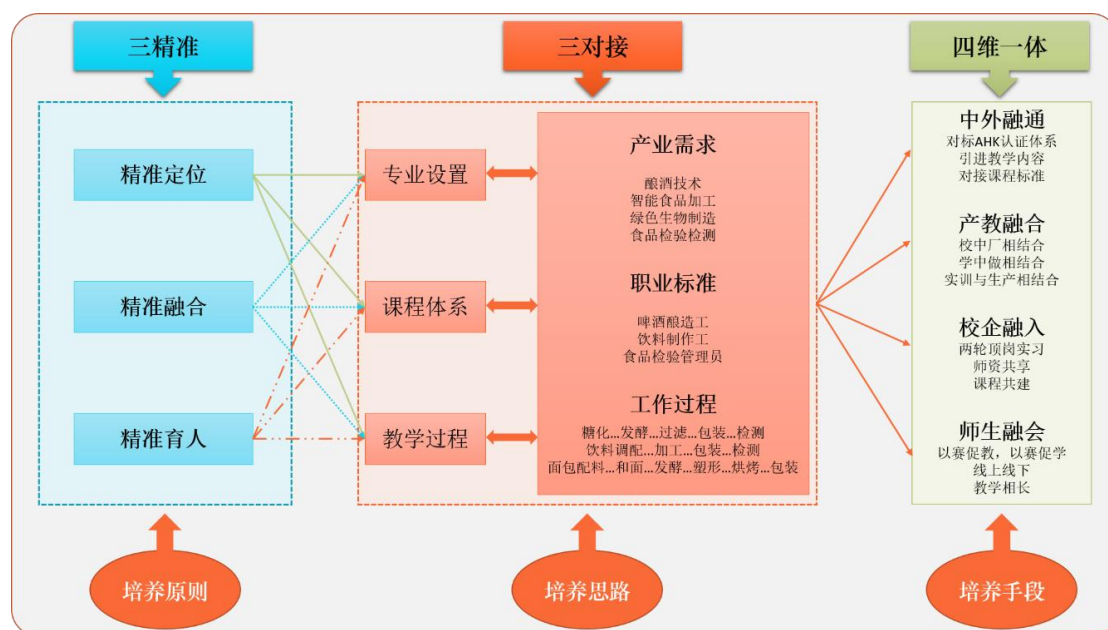 三精准
三对接
四维一体
精准定位
精准融合
精准育人
专业设置
课程体系
教学过程
产业需求
酿酒技术
智能食品加工
绿色生物制造
食品检验检测
职业标准
啤酒酿造工
饮料制作工
食品检验管理员
工作过程
糖化...发酵...过滤...包装...检测
饮料调配...加工...包装...检测
面包配料...和面...发酵...塑形...烘烤...包装
中外融通
对标AHK认证体系
引进教学内容
对接课程标准
产教融合
校中厂相结合
学中做相结合
实训与生产相结合
校企融入
两轮顶岗实习
师资共享
课程共建
师生融会
以赛促教，以赛促学
线上线下
教学相长
培养原则
培养思路
培养手段